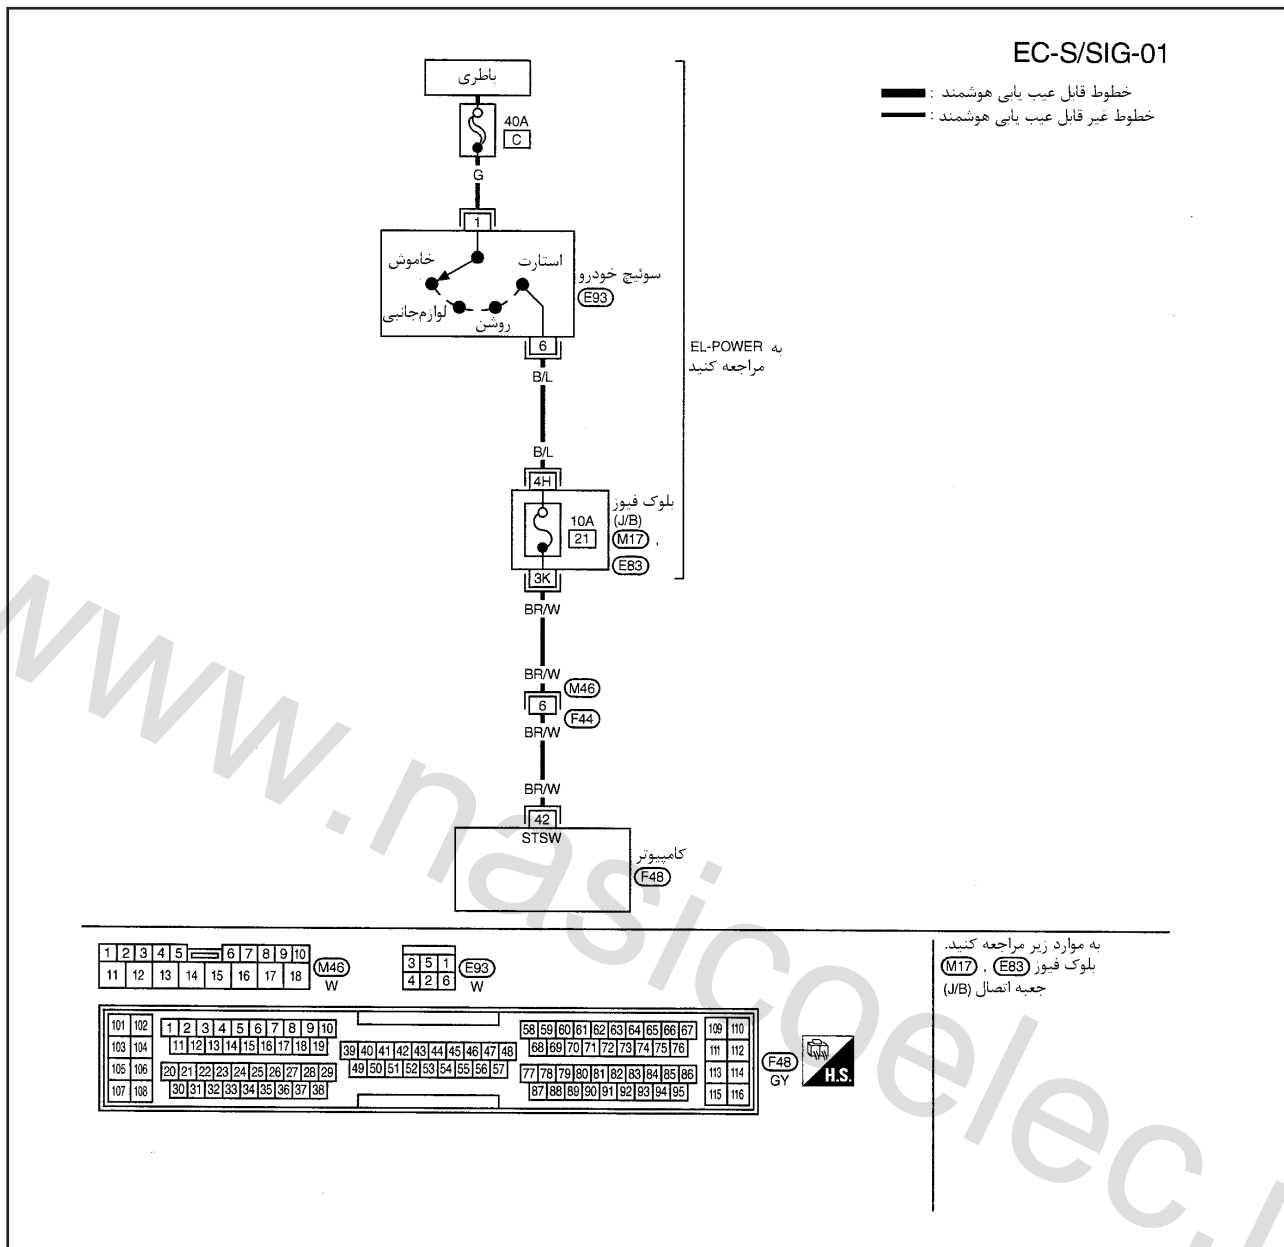 EC-S/SIG-01
خطوط قابل عیب یابی هوشمند :
خطوط غیر قابل عیب یابی هوشمند :
باطری
40A
C
G
1
خاموش
استارت
لوازم‌جانبی
روشن
سوئیچ خودرو
E93
6
B/L
به EL-POWER
مراجعه کنید
B/L
4H
بلوک فیوز
(J/B)
10A
21
M17 ,
E83
3K
BR/W
BR/W
M46
6
F44
BR/W
BR/W
42
STSW
کامپیوتر
F48
1 2 3 4 5 6 7 8 9 10
11 12 13 14 15 16 17 18
M46
W
3 5 1
4 2 6
E93
W
به موارد زیر مراجعه کنید.
بلوک فیوز E83 , M17
جعبه اتصال (J/B)
101 102
103 104
105 106
107 108
1 2 3 4 5 6 7 8 9 10
11 12 13 14 15 16 17 18 19
20 21 22 23 24 25 26 27 28 29
30 31 32 33 34 35 36 37 38
39 40 41 42 43 44 45 46 47 48
49 50 51 52 53 54 55 56 57
58 59 60 61 62 63 64 65 66 67
68 69 70 71 72 73 74 75 76
77 78 79 80 81 82 83 84 85 86
87 88 89 90 91 92 93 94 95
109 110
111 112
113 114
115 116
F48
GY
H.S.
www.nasicoelec.